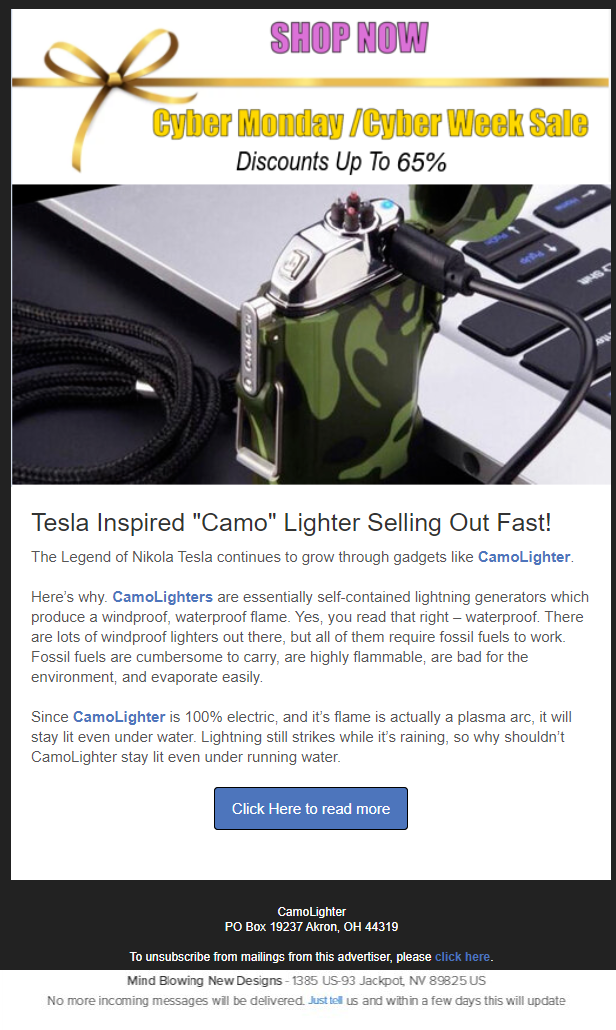 SHOP NOW
Cyber Monday /Cyber Week Sale
Discounts Up To 65%
Shift
Tesla Inspired "Camo" Lighter Selling Out Fast!
The Legend of Nikola Tesla continues to grow through gadgets like CamoLighter.
Here's why. CamoLighters are essentially self-contained lightning generators which
produce a windproof, waterproof flame. Yes, you read that right – waterproof. There
are lots of windproof lighters out there, but all of them require fossil fuels to work.
Fossil fuels are cumbersome to carry, are highly flammable, are bad for the
environment, and evaporate easily.
Since CamoLighter is 100% electric, and it's flame is actually a plasma arc, it will
stay lit even under water. Lightning still strikes while it's raining, so why shouldn't
CamoLighter stay lit even under running water.
Click Here to read more
CamoLighter
PO Box 19237 Akron, OH 44319
To unsubscribe from mailings from this advertiser, please click here.
Mind Blowing New Designs - 1385 US-93 Jackpot, NV 89825 US
No more incoming messages will be delivered. Just tell us and within a few days this will update